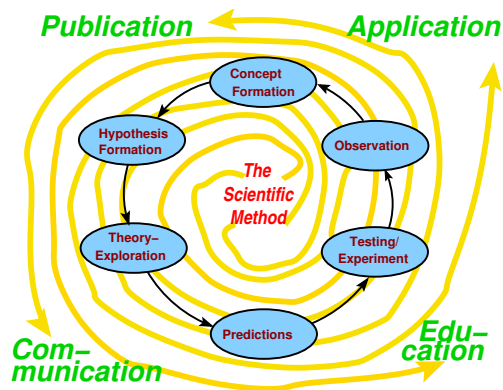 Publication
Application
Concept
Formation
Hypothesis
Formation
Observation
The
Scientific
Method
Theory–
Exploration
Testing/
Experiment
Predictions
Com–
munication
Edu–
cation